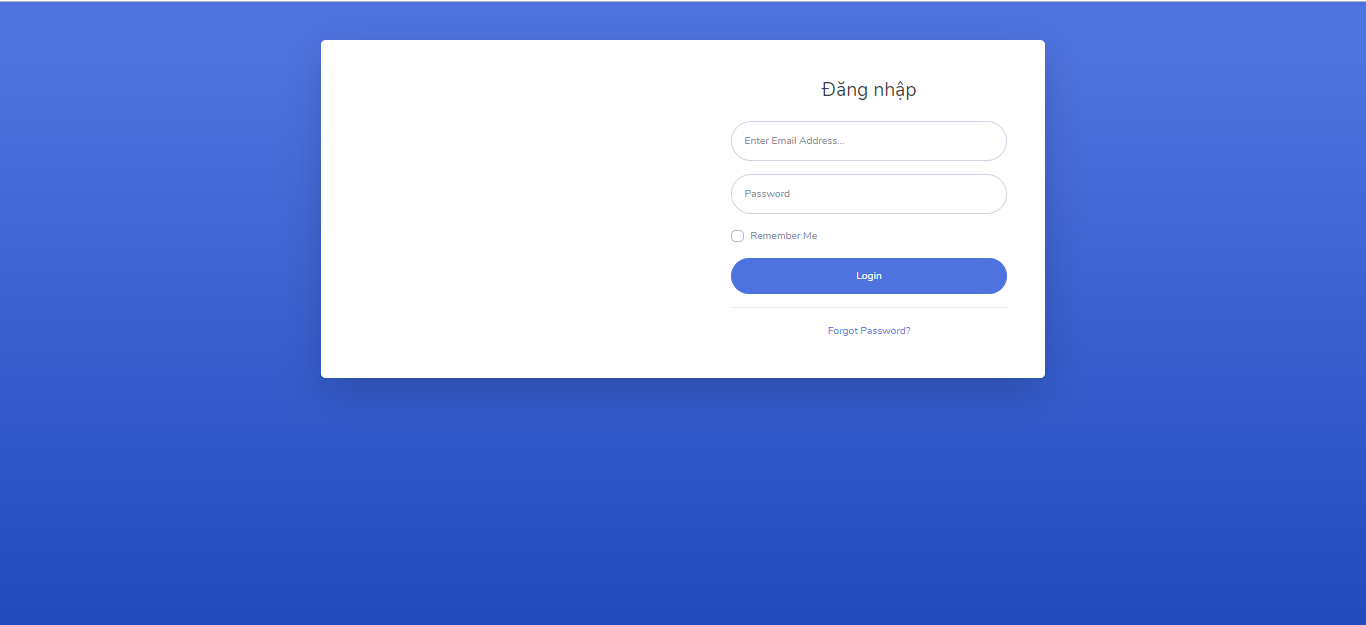 Đăng nhập
Enter Email Address...
Password
Remember Me
Login
Forgot Password?